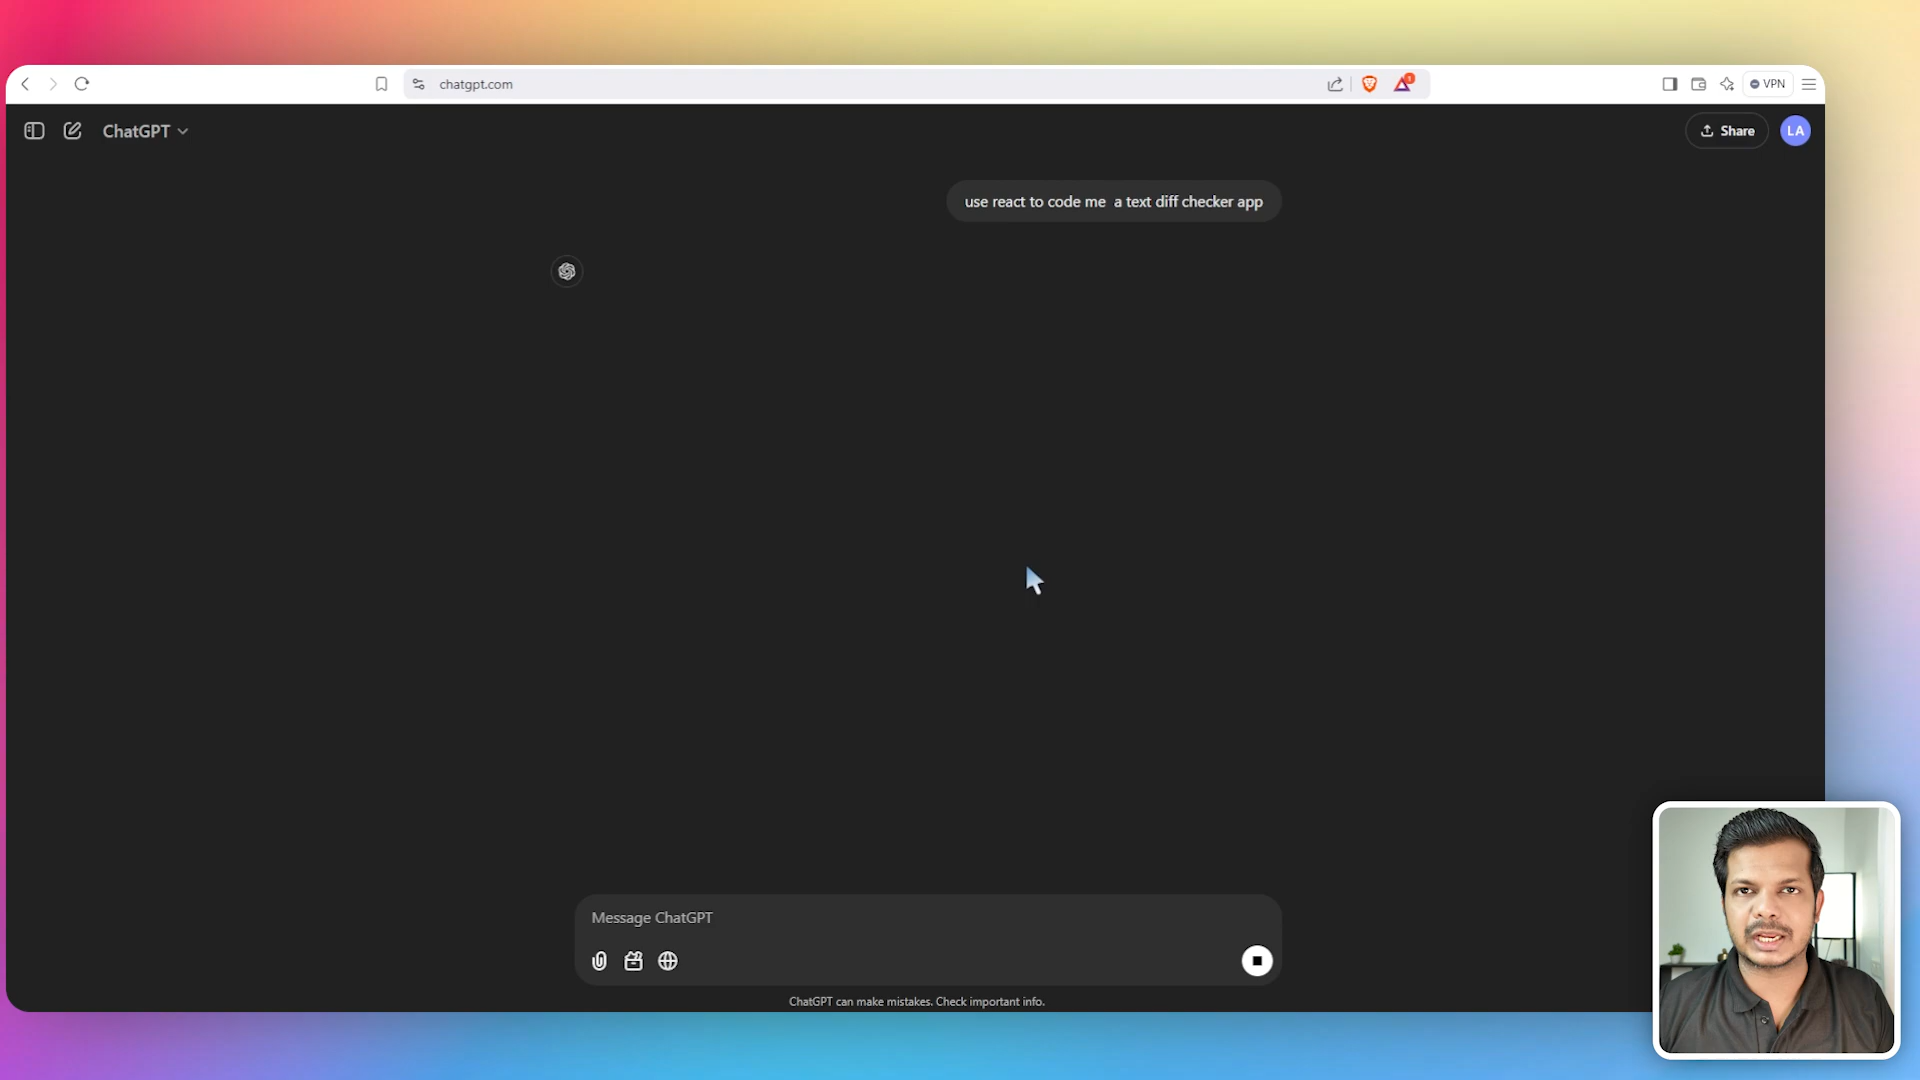 chatgpt.com
1
VPN
ChatGPT
Share
LA
use react to code me  a text diff checker app
Message ChatGPT
ChatGPT can make mistakes. Check important info.